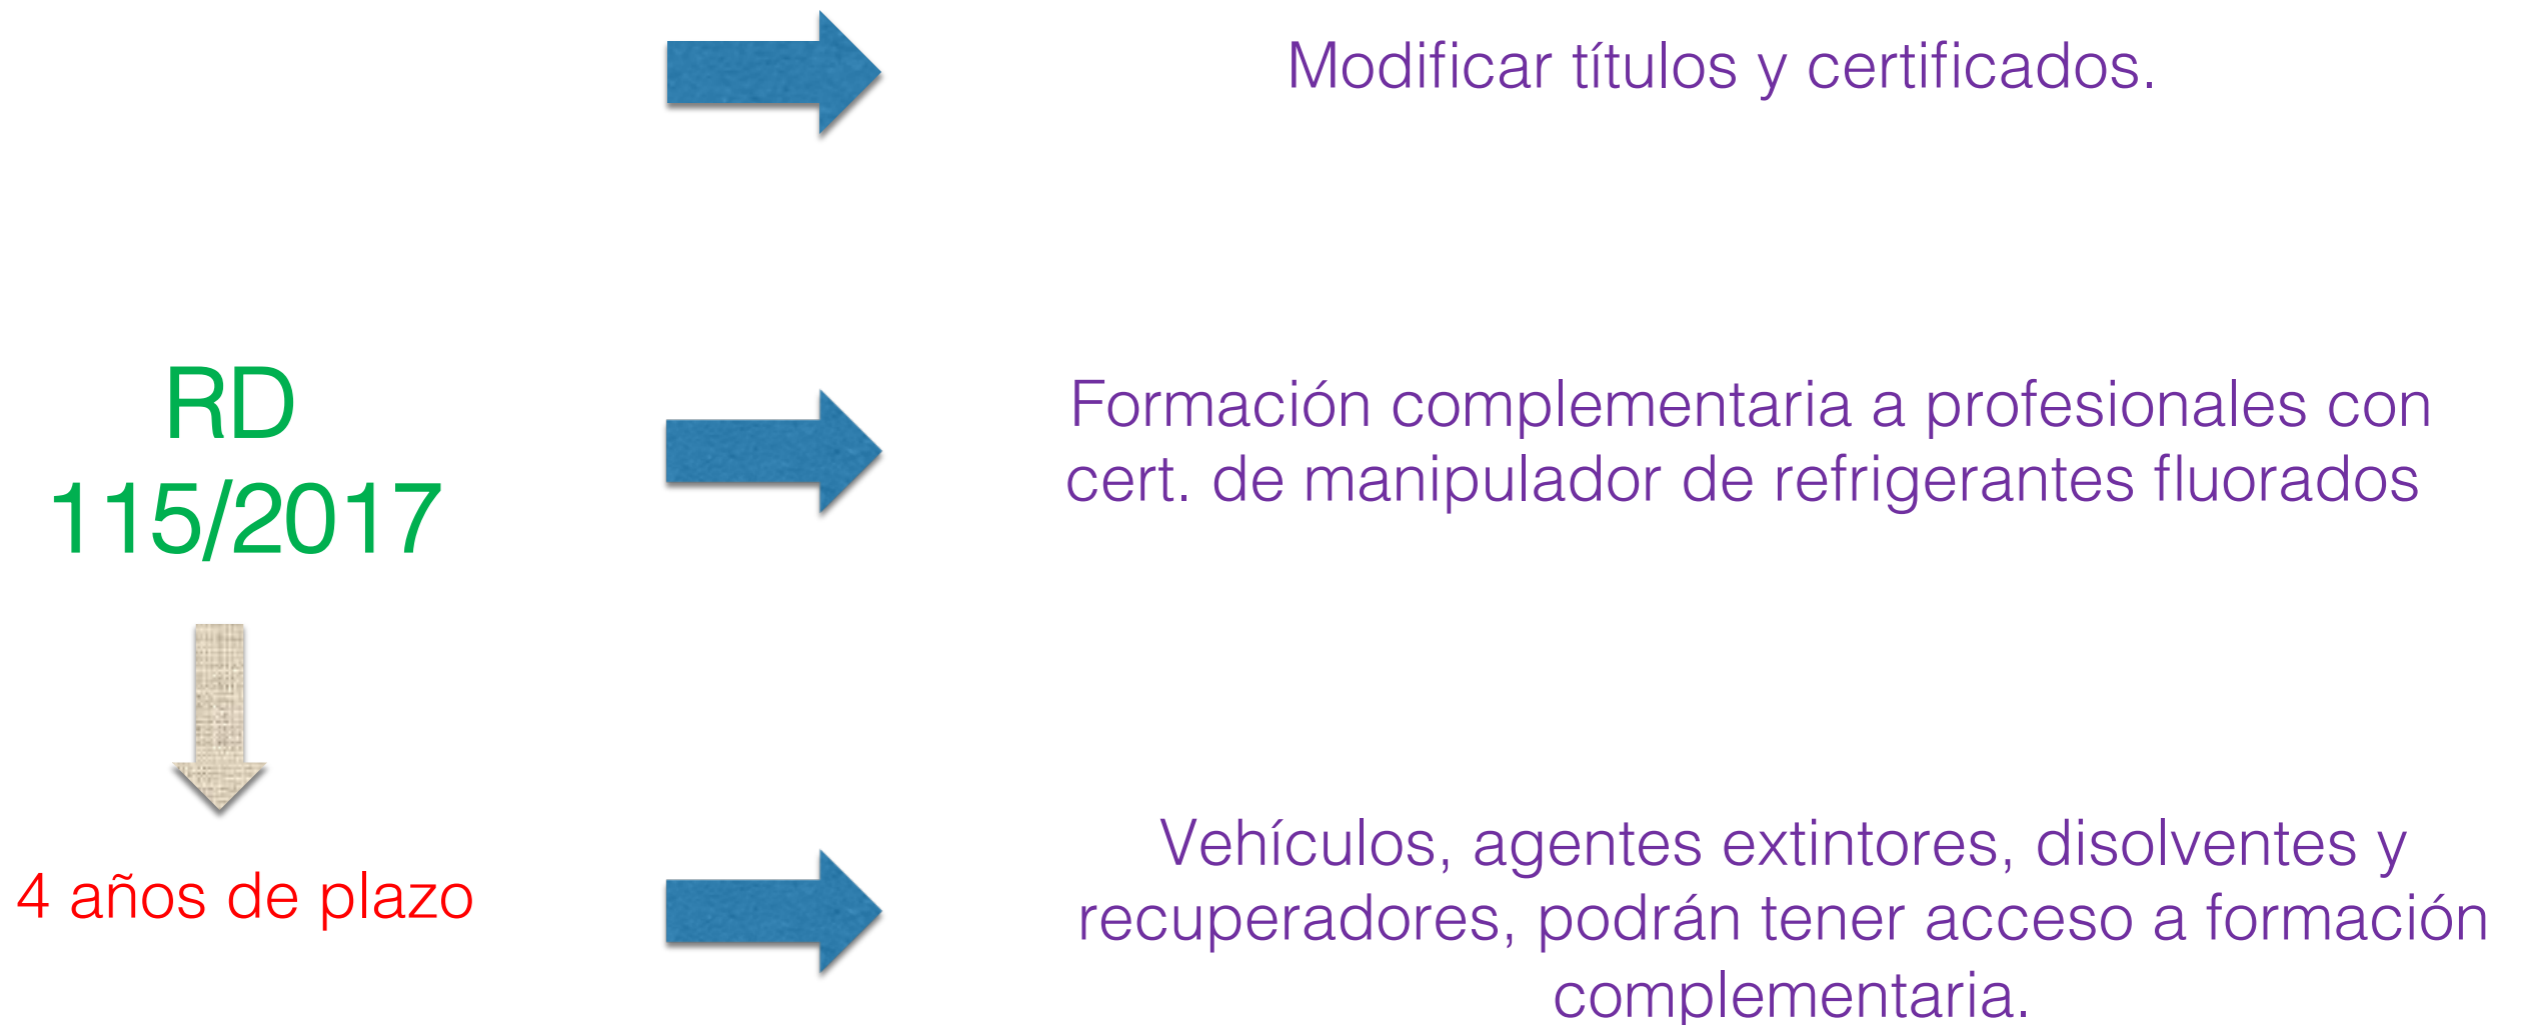 Modificar títulos y certificados.
RD
115/2017
Formación complementaria a profesionales con
cert. de manipulador de refrigerantes fluorados
4 años de plazo
Vehículos, agentes extintores, disolventes y
recuperadores, podrán tener acceso a formación
complementaria.